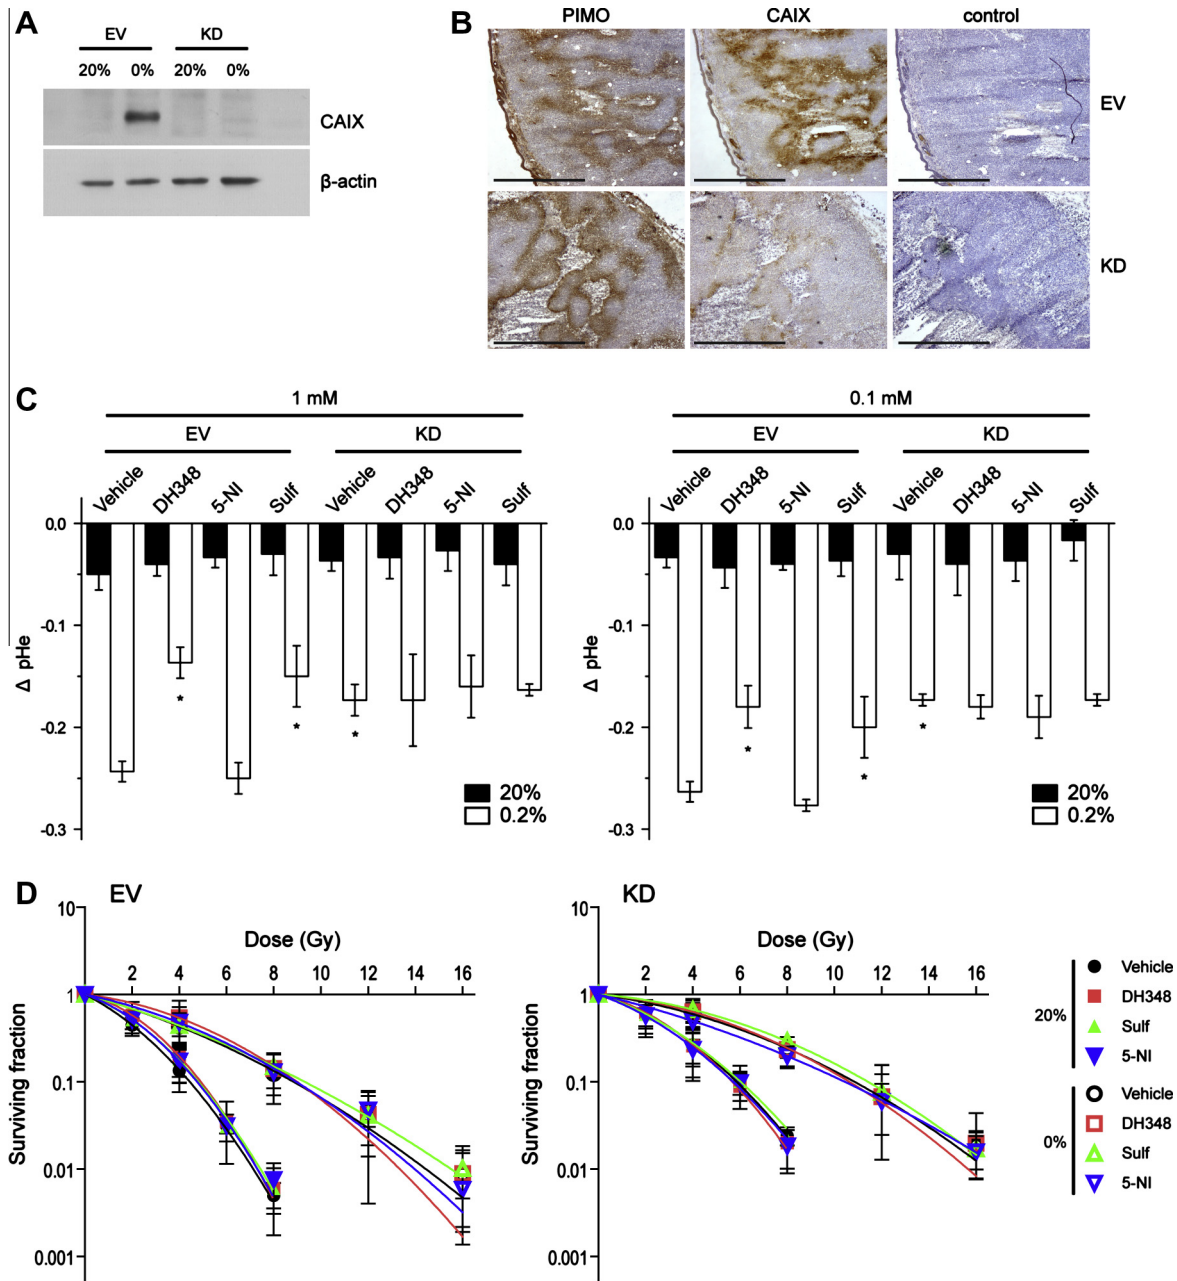 A
EV KD
20% 0% 20% 0%
CAIX
β-actin
B
PIMO CAIX control
EV
KD
C
1 mM
EV KD
Vehicle DH348 5-NI Sulf Vehicle DH348 5-NI Sulf
0.0
-0.1
-0.2
-0.3
Δ pHe
* * *
20%
0.2%
0.1 mM
EV KD
Vehicle DH348 5-NI Sulf Vehicle DH348 5-NI Sulf
0.0
-0.1
-0.2
-0.3
Δ pHe
* * *
20%
0.2%
D
EV
Dose (Gy)
2 4 6 8 10 12 14 16
10
1
0.1
0.01
0.001
Surviving fraction
KD
Dose (Gy)
2 4 6 8 10 12 14 16
10
1
0.1
0.01
0.001
Surviving fraction
20%
Vehicle
DH348
Sulf
5-NI
0%
Vehicle
DH348
Sulf
5-NI